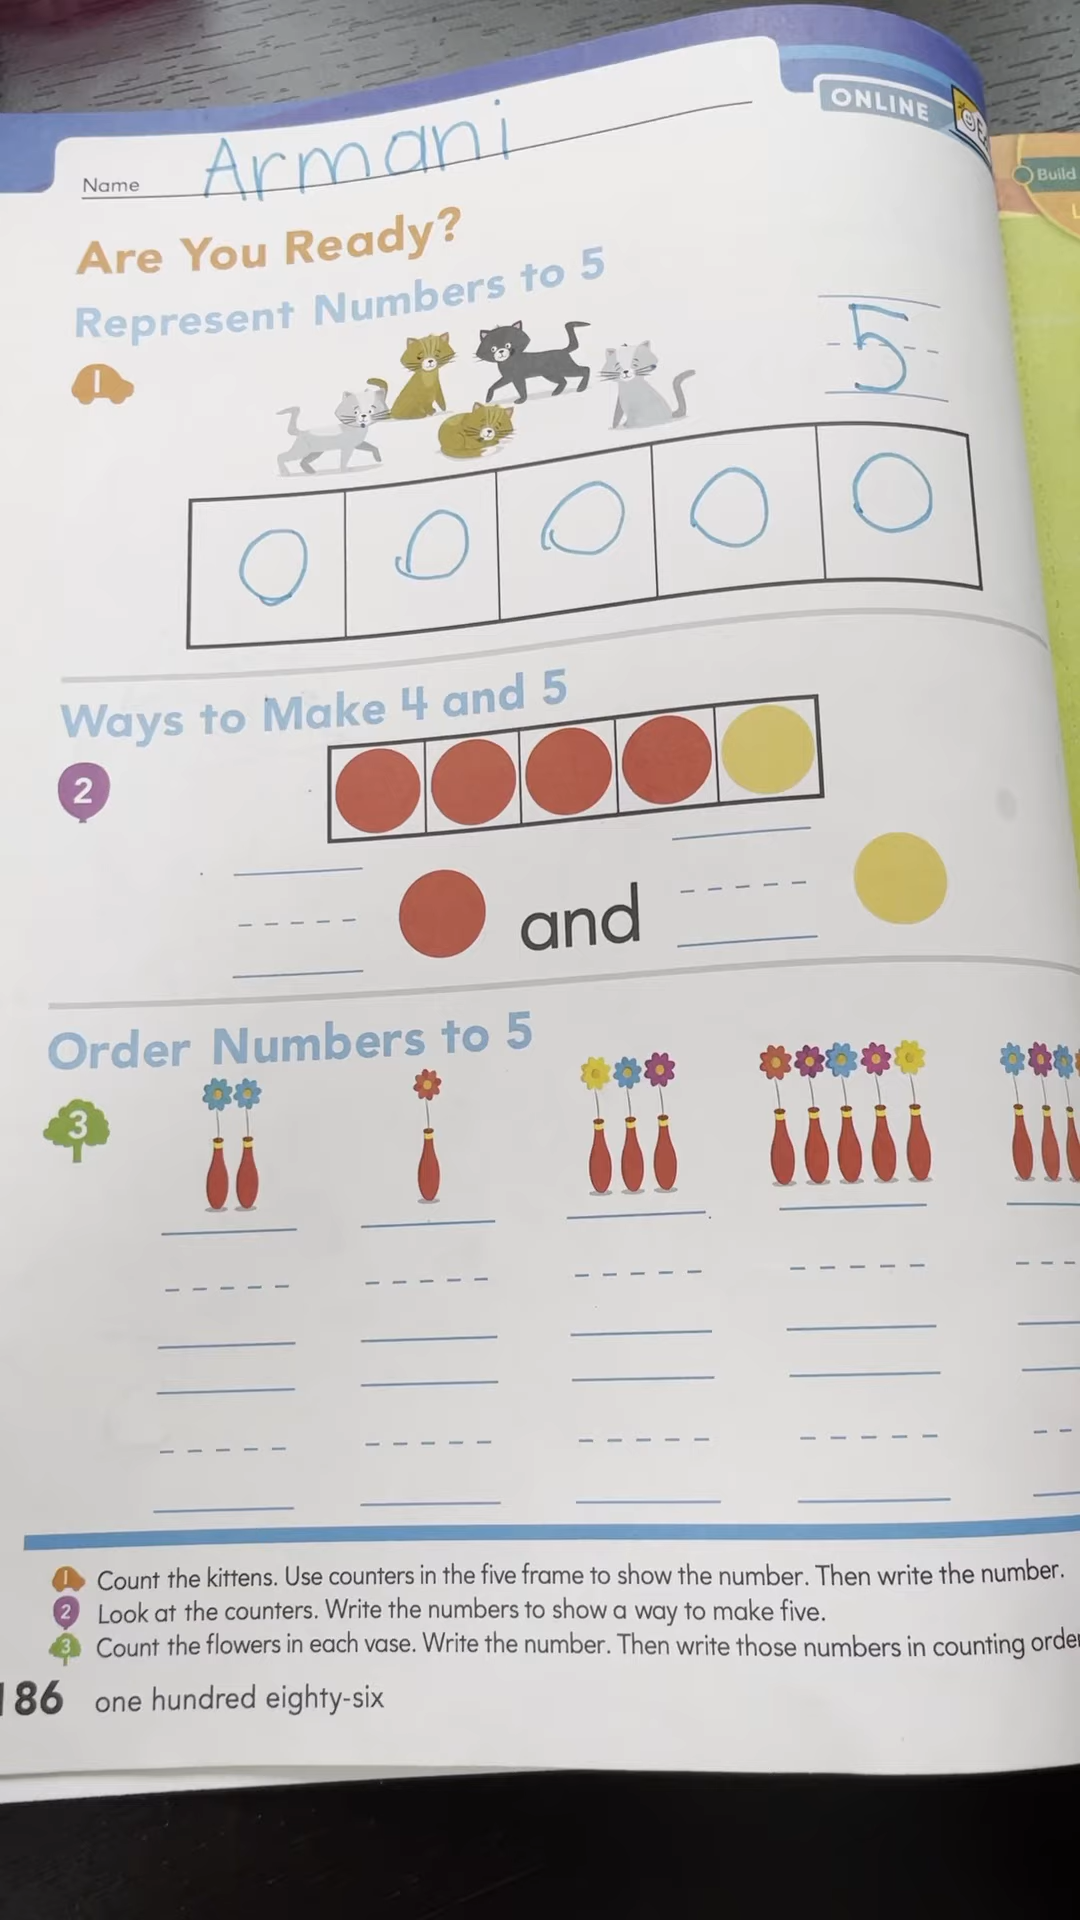 ONLINE
Name Armani
Build
Are You Ready?
Represent Numbers to 5
1
5
Ways to Make 4 and 5
2
and
Order Numbers to 5
3
1 Count the kittens. Use counters in the five frame to show the number. Then write the number.
2 Look at the counters. Write the numbers to show a way to make five.
3 Count the flowers in each vase. Write the number. Then write those numbers in counting order
186 one hundred eighty-six